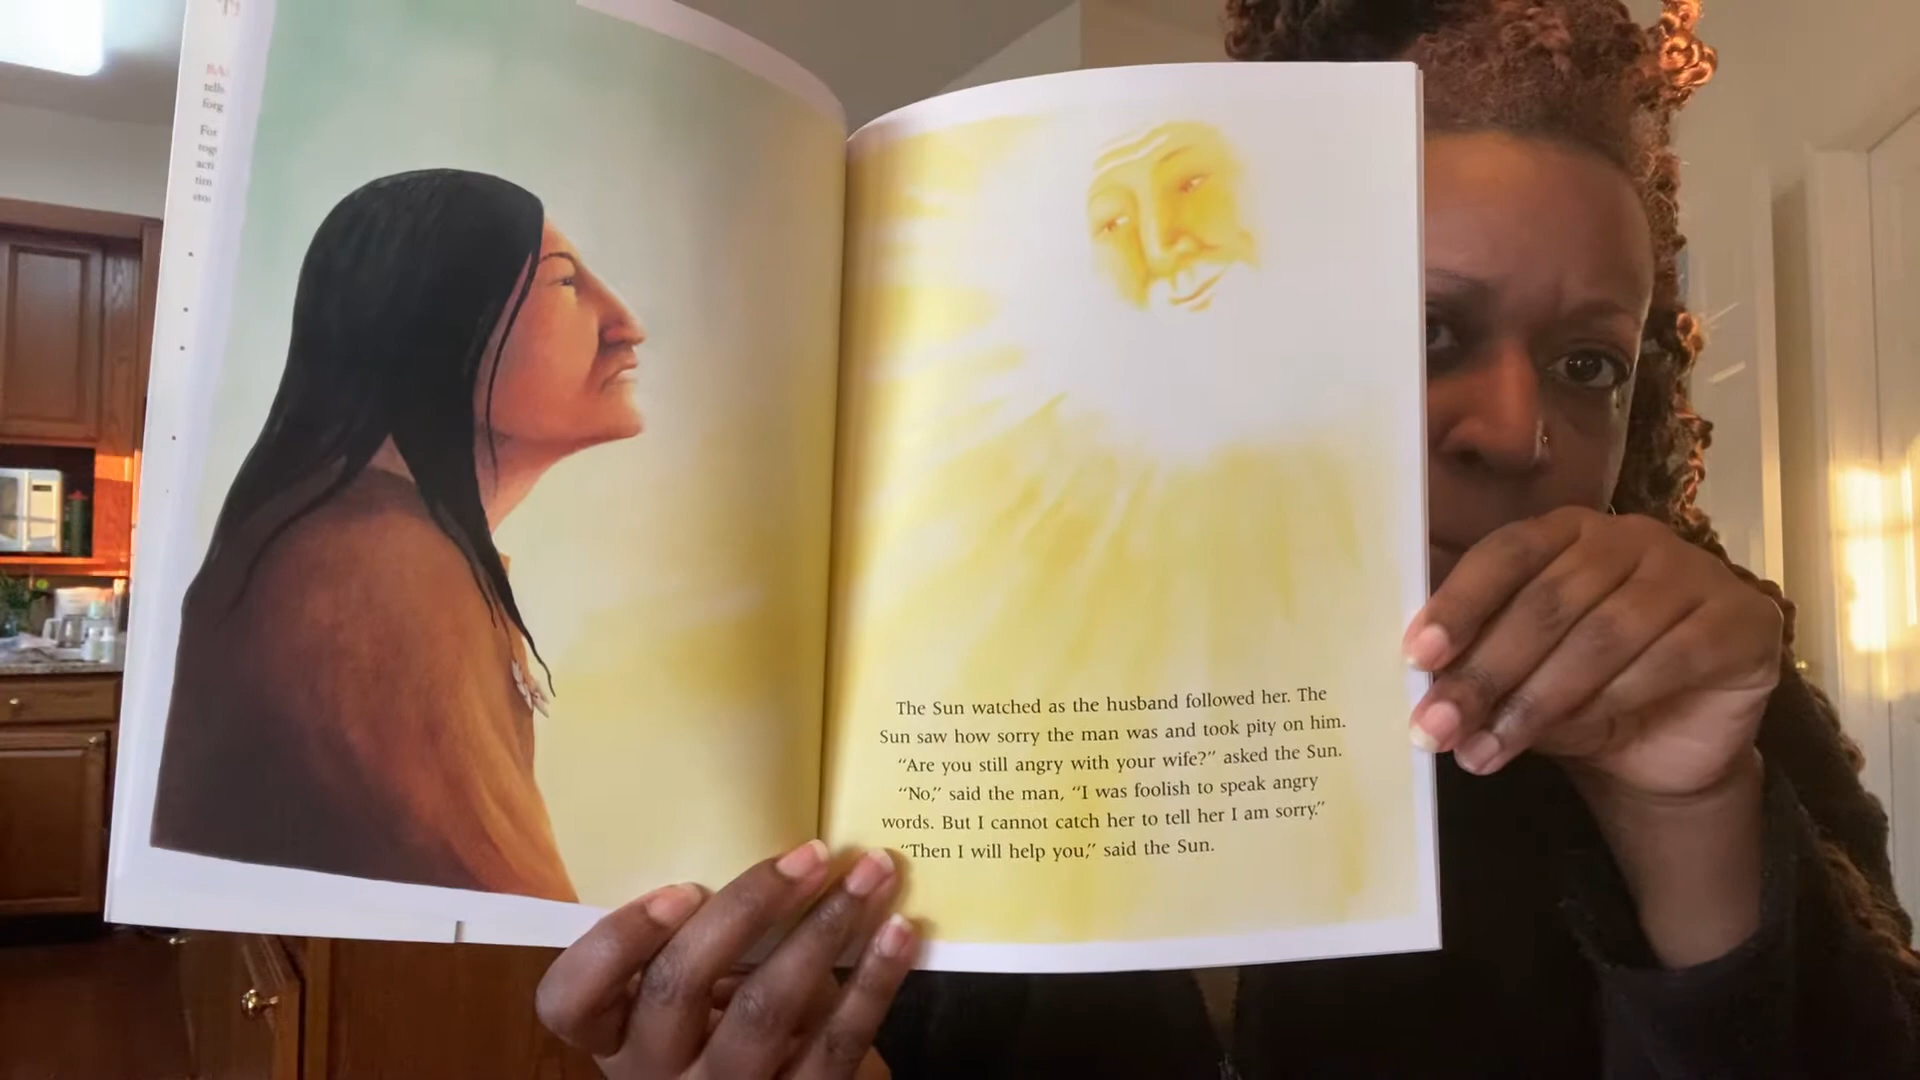 The Sun watched as the husband followed her. The
Sun saw how sorry the man was and took pity on him.
“Are you still angry with your wife?” asked the Sun.
“No,” said the man, “I was foolish to speak angry
words. But I cannot catch her to tell her I am sorry.”
“Then I will help you,” said the Sun.